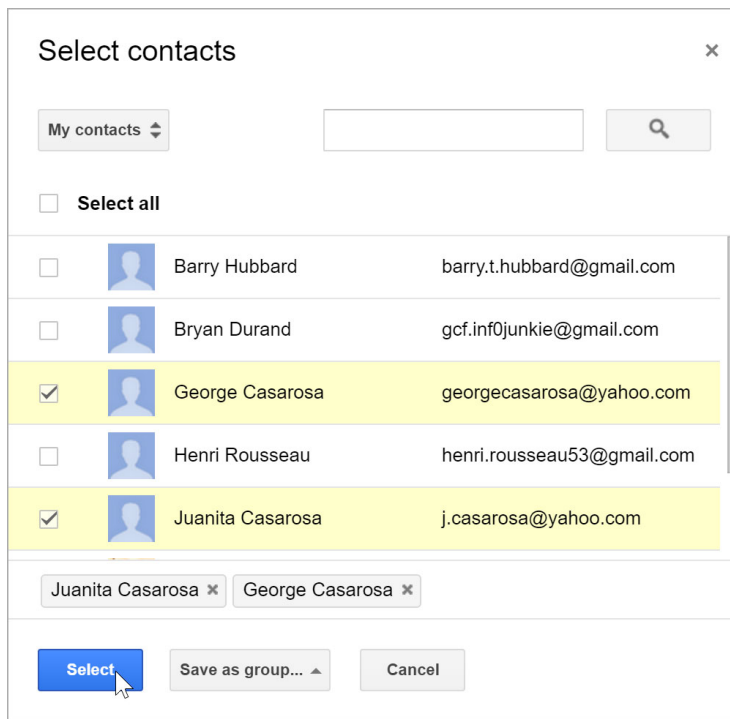 Select contacts
My contacts
Select all
Barry Hubbard barry.t.hubbard@gmail.com
Bryan Durand gcf.inf0junkie@gmail.com
George Casarosa georgecasarosa@yahoo.com
Henri Rousseau henri.rousseau53@gmail.com
Juanita Casarosa j.casarosa@yahoo.com
Juanita Casarosa × George Casarosa ×
Select Save as group... Cancel